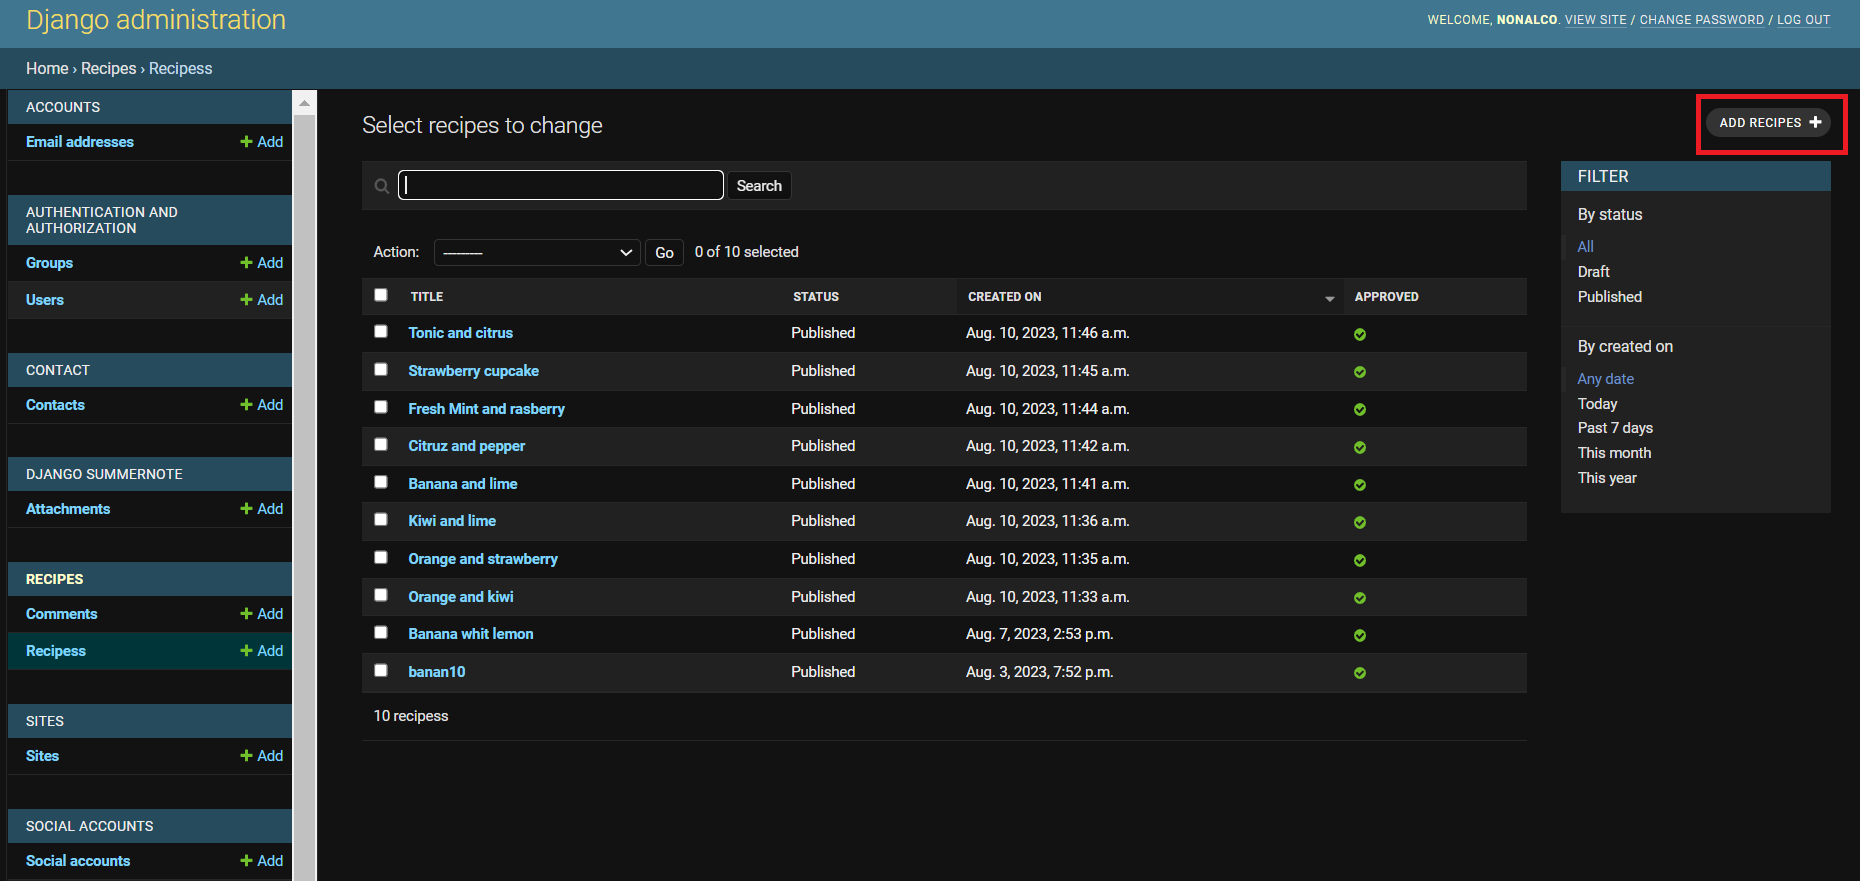 Django administration
WELCOME, NONALCO. VIEW SITE / CHANGE PASSWORD / LOG OUT
Home › Recipes › Recipess
ACCOUNTS
Email addresses + Add
AUTHENTICATION AND
AUTHORIZATION
Groups + Add
Users + Add
CONTACT
Contacts + Add
DJANGO SUMMERNOTE
Attachments + Add
RECIPES
Comments + Add
Recipess + Add
SITES
Sites + Add
SOCIAL ACCOUNTS
Social accounts + Add
Select recipes to change
ADD RECIPES +
Search
Action: --------- Go 0 of 10 selected
TITLE STATUS CREATED ON APPROVED
Tonic and citrus Published Aug. 10, 2023, 11:46 a.m.
Strawberry cupcake Published Aug. 10, 2023, 11:45 a.m.
Fresh Mint and rasberry Published Aug. 10, 2023, 11:44 a.m.
Citruz and pepper Published Aug. 10, 2023, 11:42 a.m.
Banana and lime Published Aug. 10, 2023, 11:41 a.m.
Kiwi and lime Published Aug. 10, 2023, 11:36 a.m.
Orange and strawberry Published Aug. 10, 2023, 11:35 a.m.
Orange and kiwi Published Aug. 10, 2023, 11:33 a.m.
Banana whit lemon Published Aug. 7, 2023, 2:53 p.m.
banan10 Published Aug. 3, 2023, 7:52 p.m.
10 recipess
FILTER
By status
All
Draft
Published
By created on
Any date
Today
Past 7 days
This month
This year